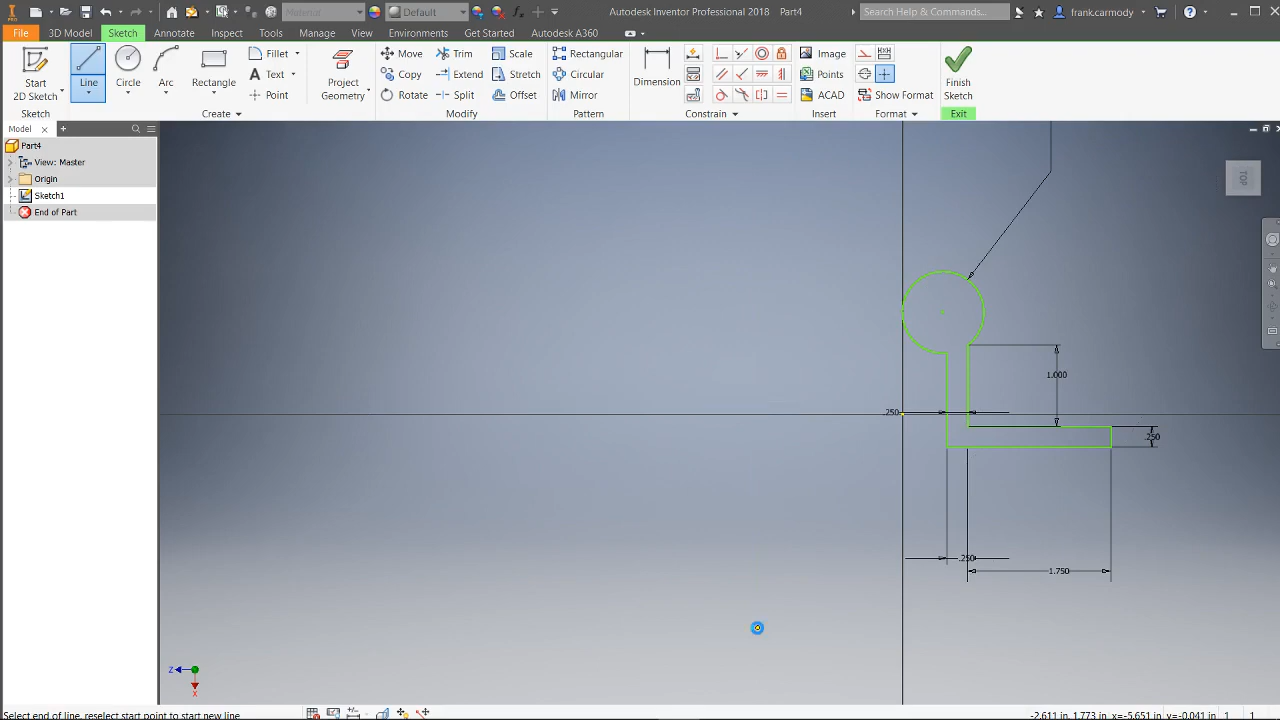 PRO Material Default fx Autodesk Inventor Professional 2018 Part4 Search Help & Commands... frank.carmody ?
File 3D Model Sketch Annotate Inspect Tools Manage View Environments Get Started Autodesk A360
Start 2D Sketch
Line
Circle
Arc
Rectangle
Fillet
Text
Point
Project Geometry
Move
Copy
Rotate
Trim
Extend
Split
Scale
Stretch
Offset
Rectangular
Circular
Mirror
Dimension
Image
Points
ACAD
Show Format
Finish Sketch
Sketch Create Modify Pattern Constrain Insert Format Exit
Model
Part4
View: Master
Origin
Sketch1
End of Part
TOP
1.000
.250
.250
.250
1.750
Z
X
Select end of line, reselect start point to start new line
-2.611 in, 1.773 in x=-5.651 in, y=-0.041 in 1 1